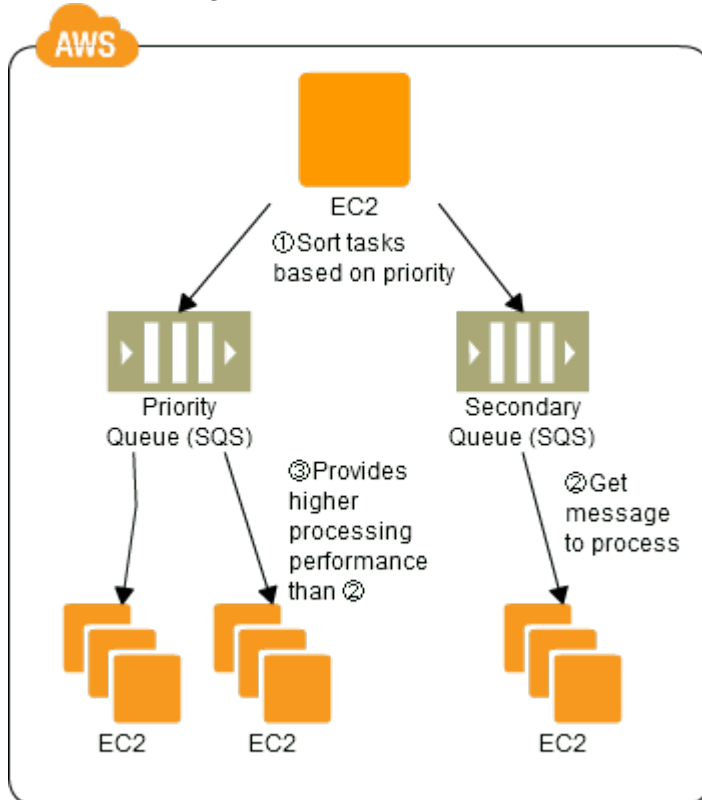 AWS
EC2
①Sort tasks
based on priority
Priority
Queue (SQS)
Secondary
Queue (SQS)
③Provides
higher
processing
performance
than ②
②Get
message
to process
EC2
EC2
EC2